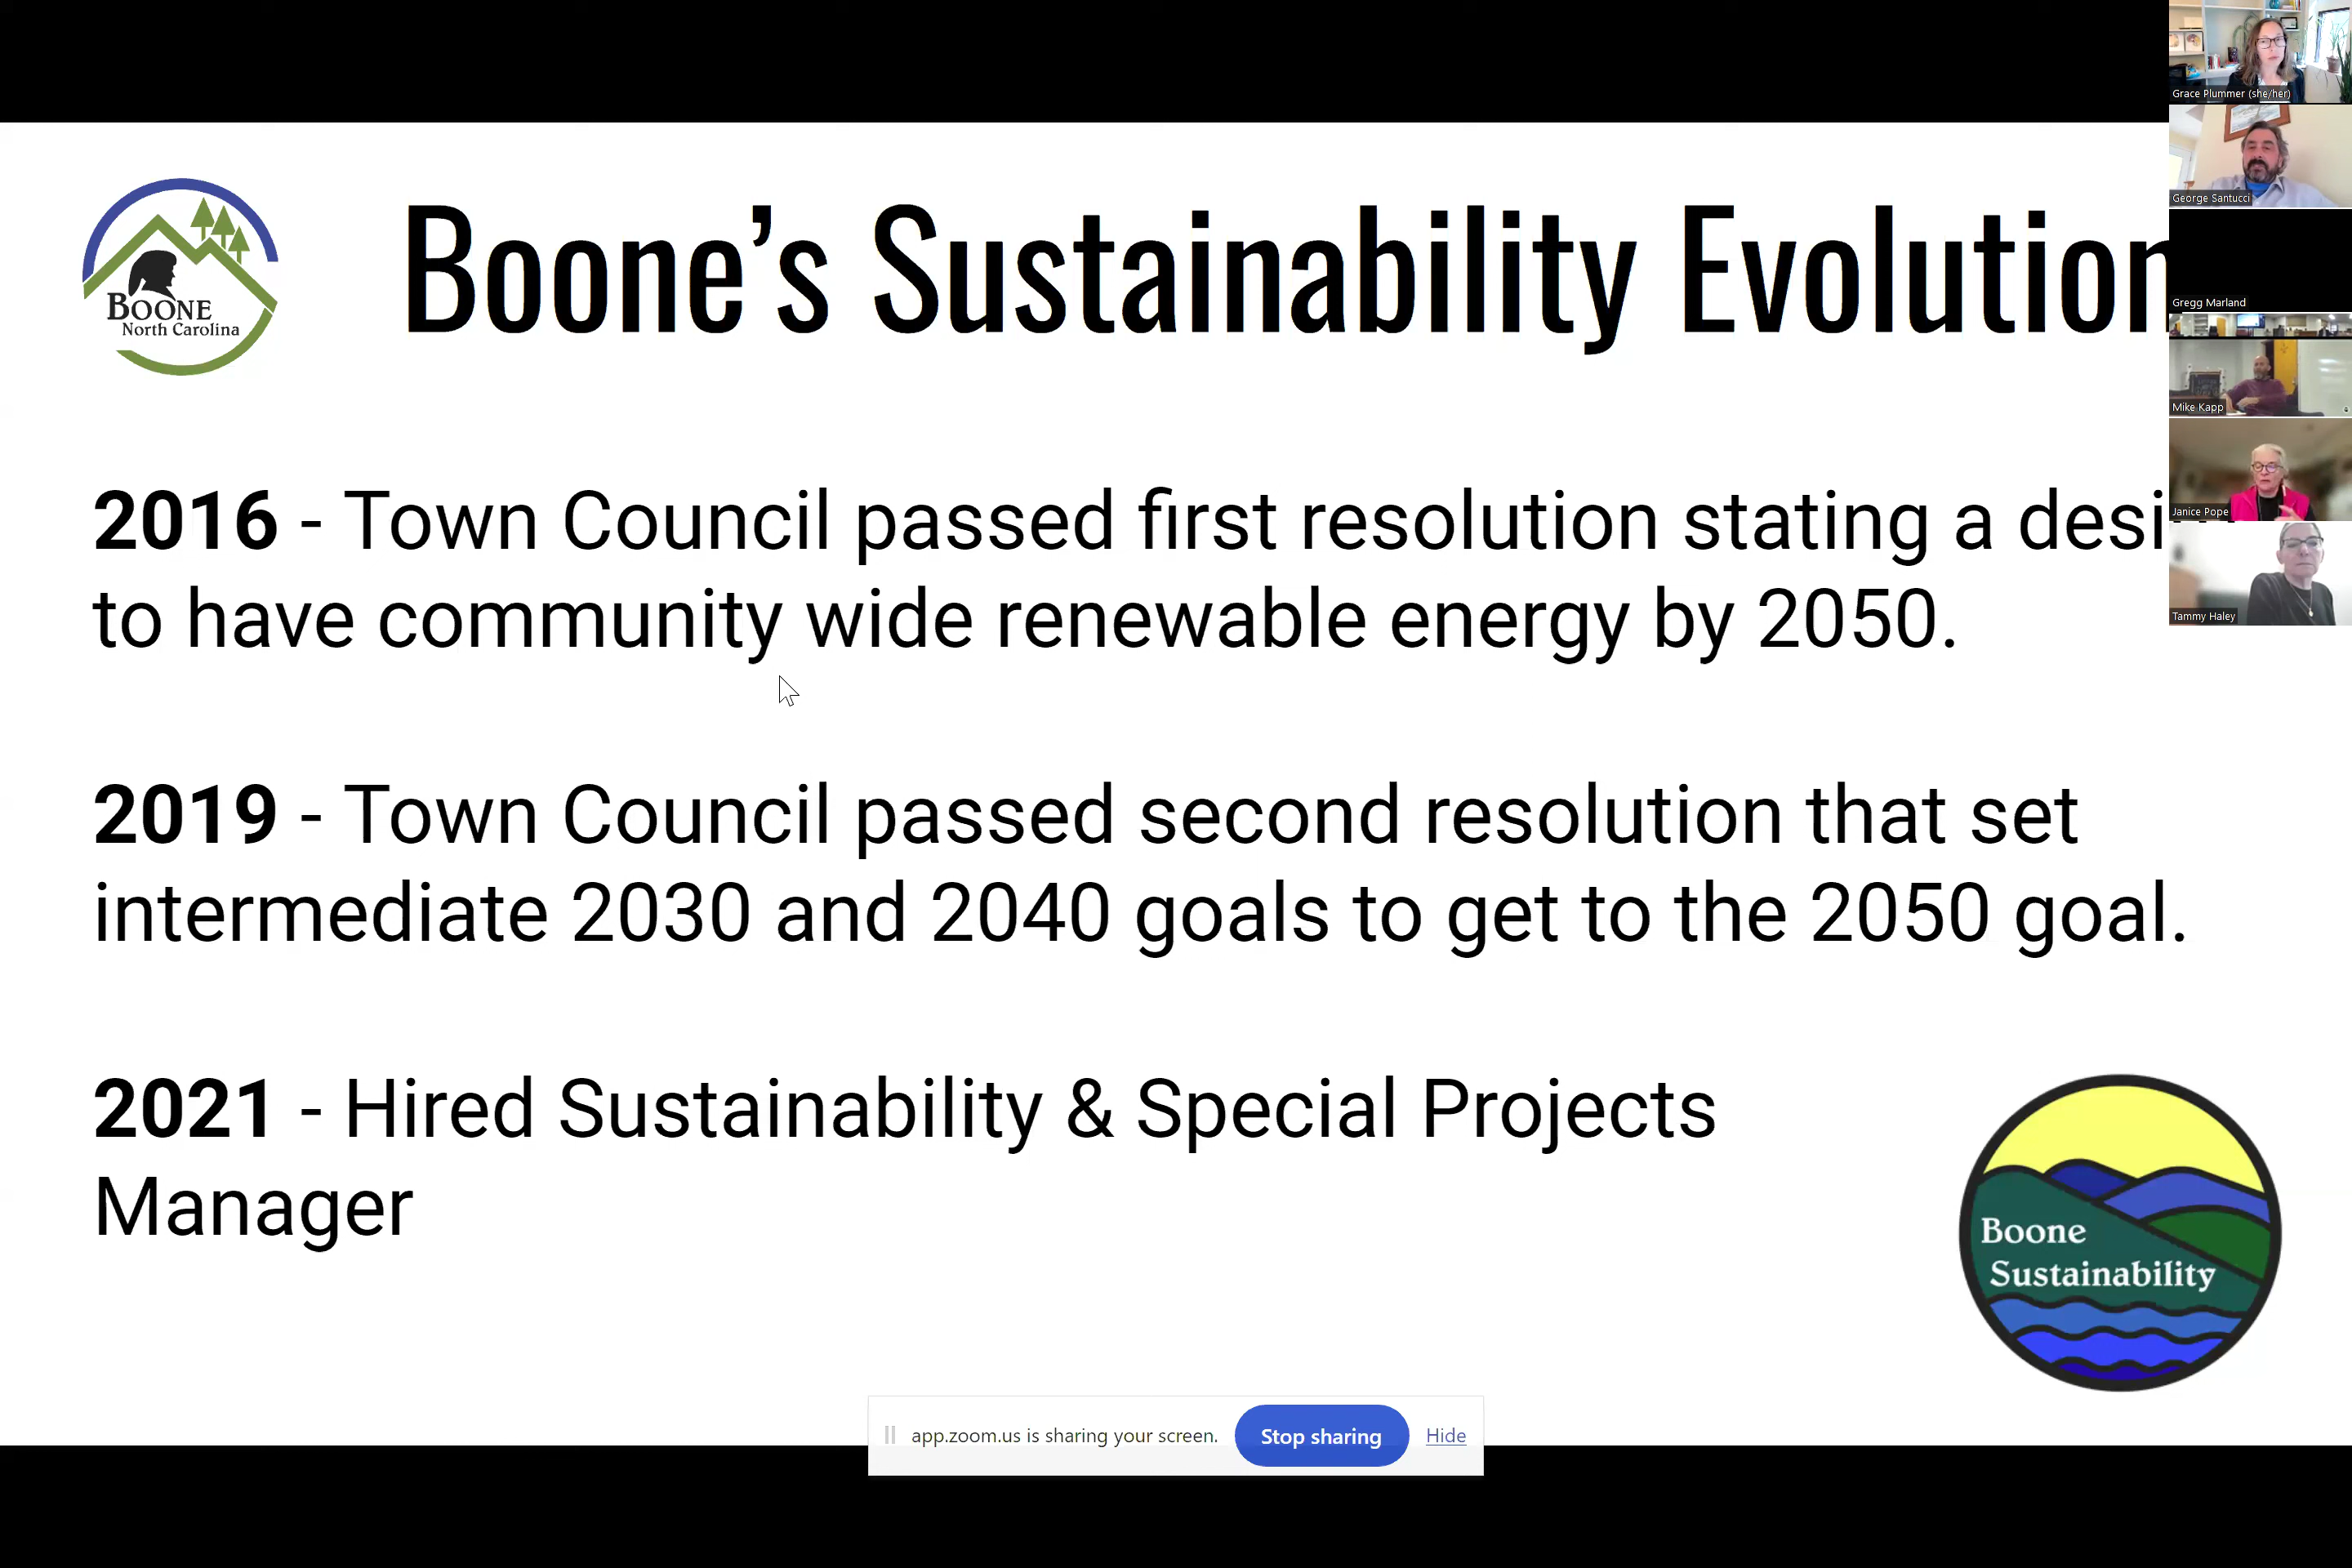 BOONE
North Carolina
Boone's Sustainability Evolution
2016 - Town Council passed first resolution stating a
to have community wide renewable energy by 2050.
2019 - Town Council passed second resolution that set
intermediate 2030 and 2040 goals to get to the 2050 goal.
2021 - Hired Sustainability & Special Projects
Manager
Boone
Sustainability
Grace Plummer (she/her)
George Santucci
Gregg Marland
Mike Kapp
Janice Pope
Tammy Haley
app.zoom.us is sharing your screen.
Stop sharing
Hide